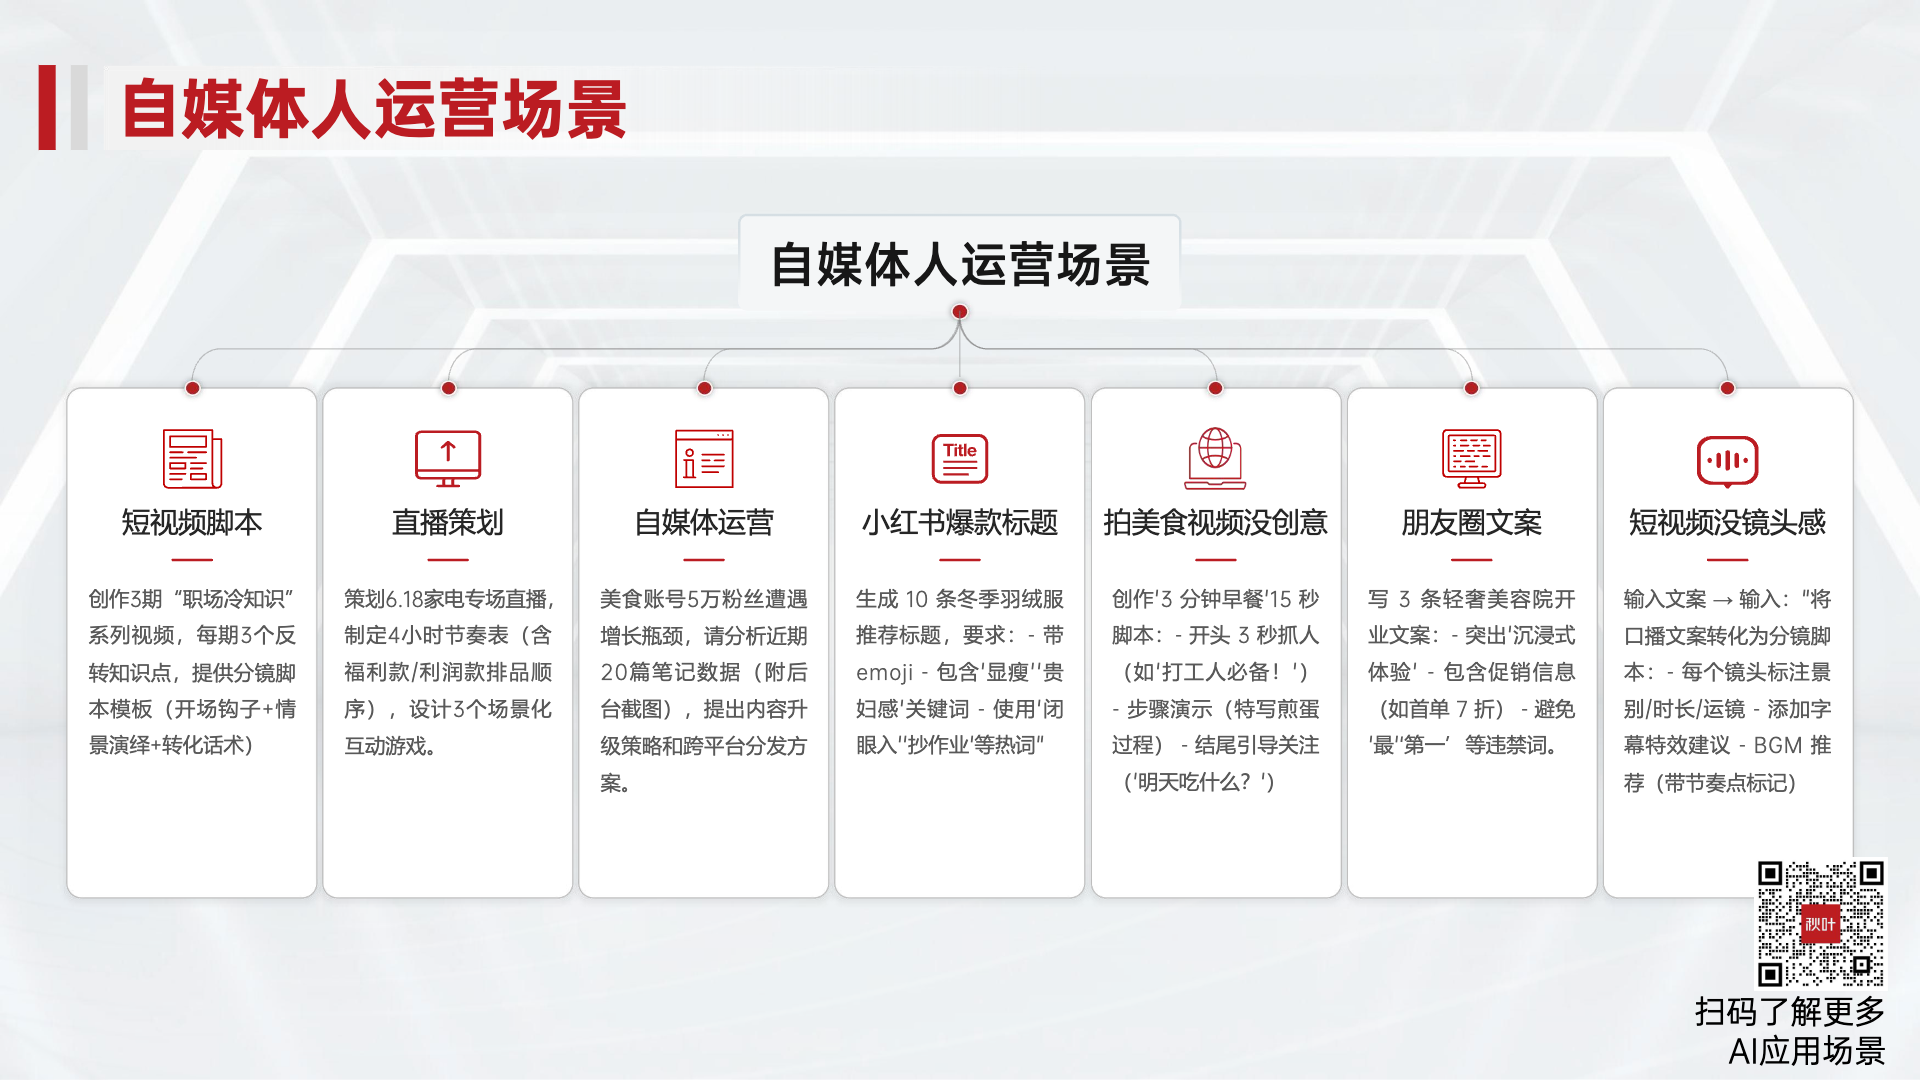 自媒体人运营场景
自媒体人运营场景
短视频脚本
创作3期“职场冷知识”
系列视频，每期3个反
转知识点，提供分镜脚
本模板（开场钩子+情
景演绎+转化话术）
直播策划
策划6.18家电专场直播，
制定4小时节奏表（含
福利款/利润款排品顺
序），设计3个场景化
互动游戏。
自媒体运营
美食账号5万粉丝遭遇
增长瓶颈，请分析近期
20篇笔记数据（附后
台截图），提出内容升
级策略和跨平台分发方
案。
Title
小红书爆款标题
生成 10 条冬季羽绒服
推荐标题，要求：- 带
emoji - 包含'显瘦''贵
妇感'关键词 - 使用'闭
眼入''抄作业'等热词"
拍美食视频没创意
创作'3 分钟早餐'15 秒
脚本：- 开头 3 秒抓人
（如'打工人必备！'）
- 步骤演示（特写煎蛋
过程） - 结尾引导关注
（'明天吃什么？'）
朋友圈文案
写 3 条轻奢美容院开
业文案：- 突出'沉浸式
体验' - 包含促销信息
（如首单 7 折） - 避免
'最''第一’等违禁词。
短视频没镜头感
输入文案 → 输入："将
口播文案转化为分镜脚
本：- 每个镜头标注景
别/时长/运镜 - 添加字
幕特效建议 - BGM 推
荐（带节奏点标记）
秋叶
扫码了解更多
AI应用场景